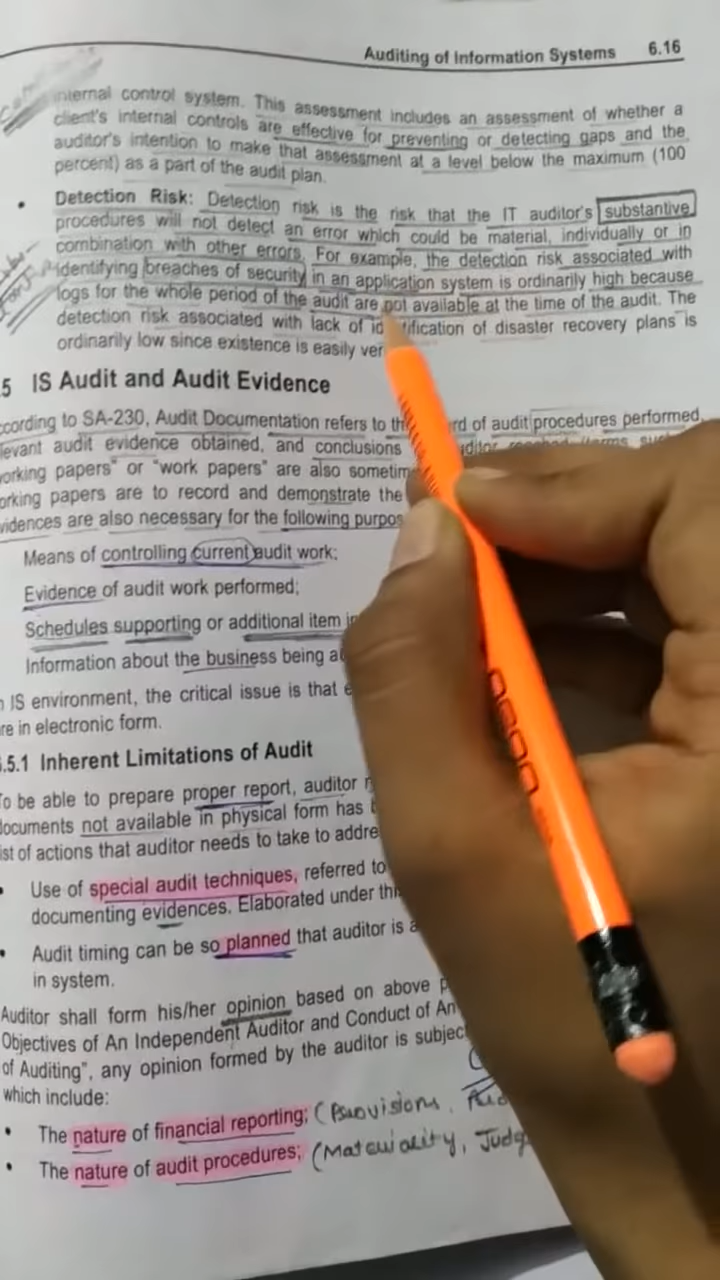 Auditing of Information Systems 6.16
internal control system. This assessment includes an assessment of whether a
client's internal controls are effective for preventing or detecting gaps and the
auditor's intention to make that assessment at a level below the maximum (100
percent) as a part of the audit plan.
• Detection Risk: Detection risk is the risk that the IT auditor's substantive
procedures will not detect an error which could be material, individually or in
combination with other errors. For example, the detection risk associated with
identifying breaches of security in an application system is ordinarily high because
logs for the whole period of the audit are not available at the time of the audit. The
detection risk associated with lack of identification of disaster recovery plans is
ordinarily low since existence is easily ver
5 IS Audit and Audit Evidence
ccording to SA-230, Audit Documentation refers to th rd of audit procedures performed,
levant audit evidence obtained, and conclusions
orking papers" or "work papers" are also sometim
orking papers are to record and demonstrate the
vidences are also necessary for the following purpos
Means of controlling current audit work;
Evidence of audit work performed;
Schedules supporting or additional item in
Information about the business being a
n IS environment, the critical issue is that e
re in electronic form.
.5.1 Inherent Limitations of Audit
To be able to prepare proper report, auditor
documents not available in physical form has
ist of actions that auditor needs to take to addre
• Use of special audit techniques, referred to
documenting evidences. Elaborated under thi
• Audit timing can be so planned that auditor is a
in system.
Auditor shall form his/her opinion based on above p
Objectives of An Independent Auditor and Conduct of An
of Auditing", any opinion formed by the auditor is subject
which include:
• The nature of financial reporting; (Provisions,
• The nature of audit procedures; (Materiality, Judg